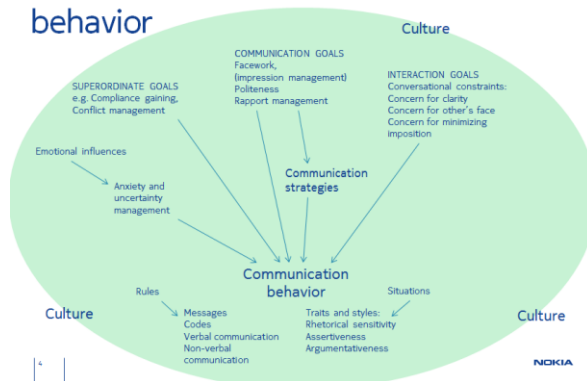 behavior
Culture
COMMUNICATION GOALS
Facework,
(impression management)
Politeness
Rapport management
SUPERORDINATE GOALS
e.g. Compliance gaining,
Conflict management
INTERACTION GOALS
Conversational constraints:
Concern for clarity
Concern for other's face
Concern for minimizing
imposition
Emotional influences
Communication
strategies
Anxiety and
uncertainty
management
Communication
behavior
Rules
Situations
Culture
Messages
Codes
Verbal communication
Non-verbal
communication
Traits and styles:
Rhetorical sensitivity
Assertiveness
Argumentativeness
Culture
4
NOKIA